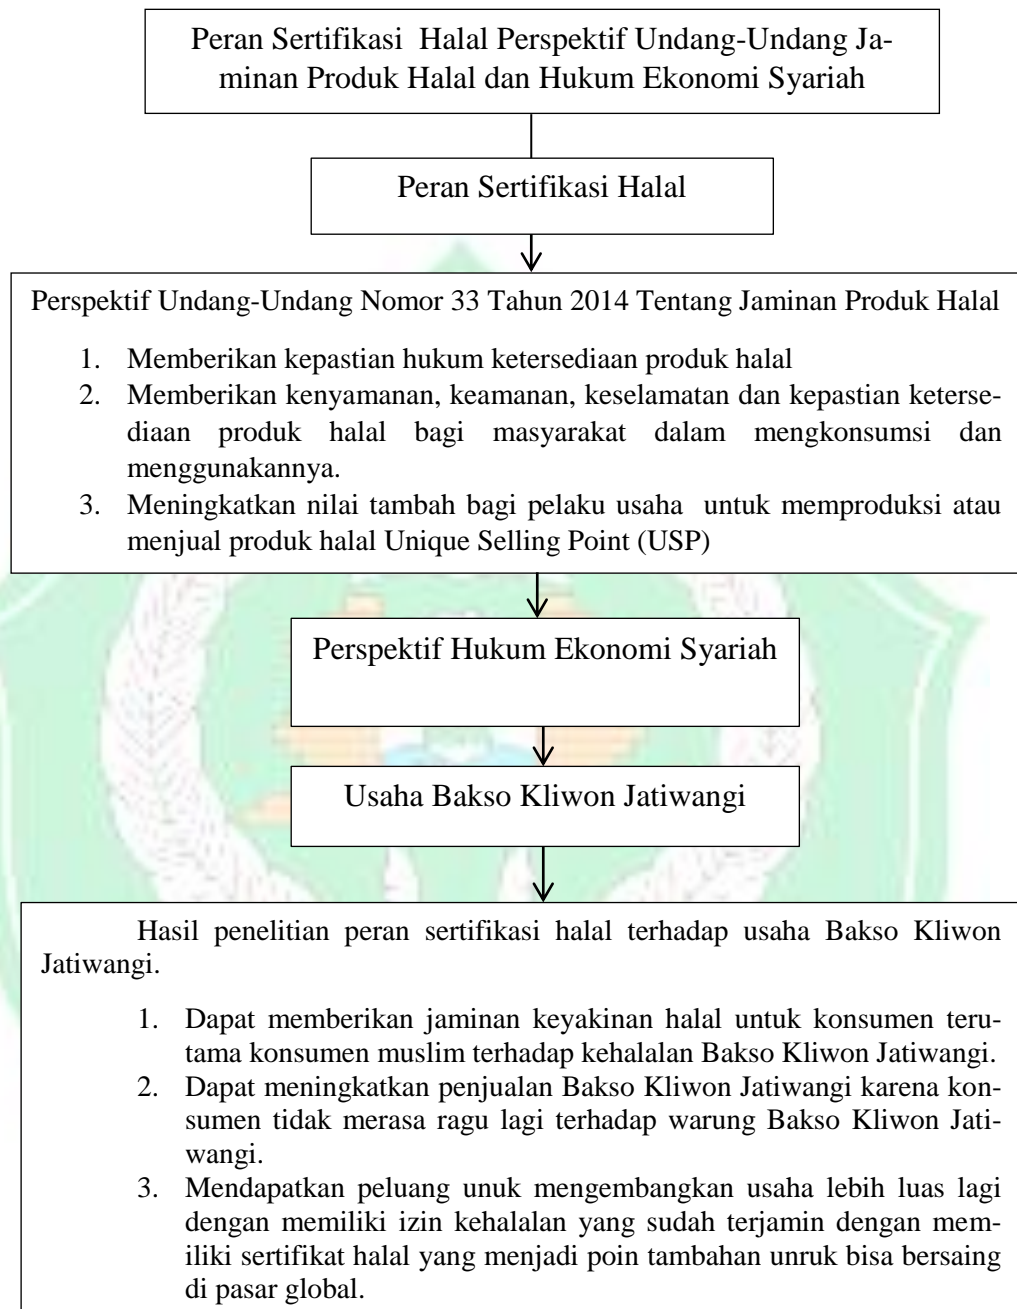 Peran Sertifikasi  Halal Perspektif Undang-Undang Ja-
minan Produk Halal dan Hukum Ekonomi Syariah
Peran Sertifikasi Halal
Perspektif Undang-Undang Nomor 33 Tahun 2014 Tentang Jaminan Produk Halal
1. Memberikan kepastian hukum ketersediaan produk halal
2. Memberikan kenyamanan, keamanan, keselamatan dan kepastian keterse-
diaan produk halal bagi masyarakat dalam mengkonsumsi dan
menggunakannya.
3. Meningkatkan nilai tambah bagi pelaku usaha  untuk memproduksi atau
menjual produk halal Unique Selling Point (USP)
Perspektif Hukum Ekonomi Syariah
Usaha Bakso Kliwon Jatiwangi
Hasil penelitian peran sertifikasi halal terhadap usaha Bakso Kliwon
Jatiwangi.
1. Dapat memberikan jaminan keyakinan halal untuk konsumen teru-
tama konsumen muslim terhadap kehalalan Bakso Kliwon Jatiwangi.
2. Dapat meningkatkan penjualan Bakso Kliwon Jatiwangi karena kon-
sumen tidak merasa ragu lagi terhadap warung Bakso Kliwon Jati-
wangi.
3. Mendapatkan peluang unuk mengembangkan usaha lebih luas lagi
dengan memiliki izin kehalalan yang sudah terjamin dengan mem-
iliki sertifikat halal yang menjadi poin tambahan unruk bisa bersaing
di pasar global.